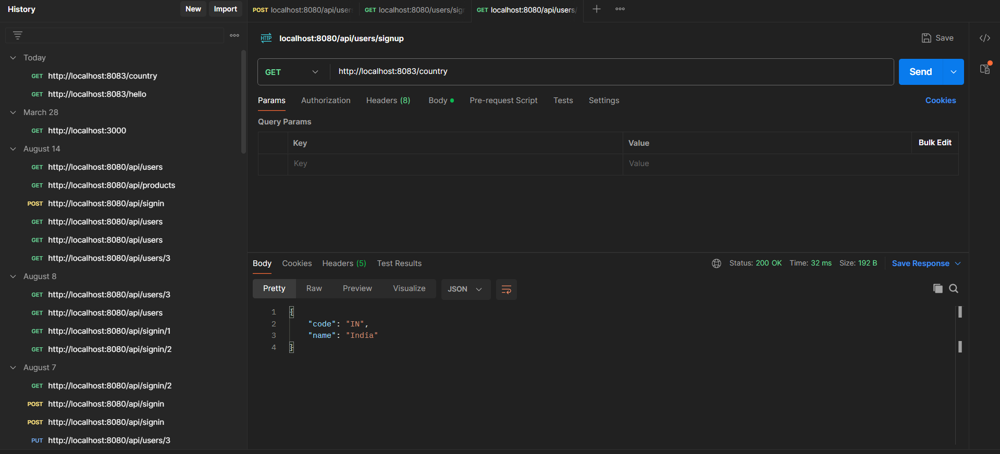 History
New
Import
Today
GET http://localhost:8083/country
GET http://localhost:8083/hello
March 28
GET http://localhost:3000
August 14
GET http://localhost:8080/api/users
GET http://localhost:8080/api/products
POST http://localhost:8080/api/signin
GET http://localhost:8080/api/users
GET http://localhost:8080/api/users
GET http://localhost:8080/api/users/3
August 8
GET http://localhost:8080/api/users/3
GET http://localhost:8080/api/users
GET http://localhost:8080/api/signin/1
GET http://localhost:8080/api/signin/2
August 7
GET http://localhost:8080/api/signin/2
POST http://localhost:8080/api/signin
POST http://localhost:8080/api/signin
PUT http://localhost:8080/api/users/3
POST localhost:8080/api/user
GET localhost:8080/users/sig
GET localhost:8080/api/users/
HTTP localhost:8080/api/users/signup
Save
GET http://localhost:8083/country
Send
Params Authorization Headers (8) Body Pre-request Script Tests Settings Cookies
Query Params
Key Value Bulk Edit
Key Value
Body Cookies Headers (5) Test Results
Status: 200 OK Time: 32 ms Size: 192 B Save Response
Pretty Raw Preview Visualize JSON
1 {
2 "code": "IN",
3 "name": "India"
4 }